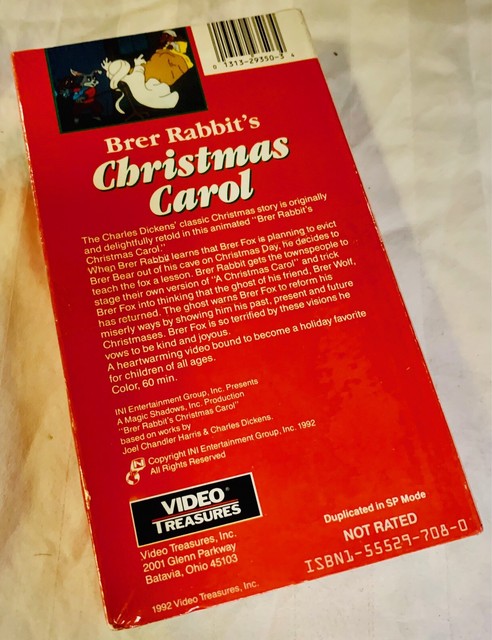 0 1313-29350-3 4
Brer Rabbit's
Christmas
Carol
The Charles Dickens' classic Christmas story is originally
and delightfully retold in this animated "Brer Rabbit's
Christmas Carol."
When Brer Rabbit learns that Brer Fox is planning to evict
Brer Bear out of his cave on Christmas Day, he decides to
teach the fox a lesson. Brer Rabbit gets the townspeople to
stage their own version of "A Christmas Carol" and trick
Brer Fox into thinking that the ghost of his friend, Brer Wolf,
has returned. The ghost warns Brer Fox to reform his
miserly ways by showing him his past, present and future
Christmases. Brer Fox is so terrified by these visions he
vows to be kind and joyous.
A heartwarming video bound to become a holiday favorite
for children of all ages.
Color, 60 min.
INI Entertainment Group, Inc. Presents
A Magic Shadows, Inc. Production
"Brer Rabbit's Christmas Carol"
based on works by
Joel Chandler Harris & Charles Dickens.
Copyright INI Entertainment Group, Inc. 1992
All Rights Reserved
VIDEO®
TREASURES
Video Treasures, Inc.
2001 Glenn Parkway
Batavia, Ohio 45103
1992 Video Treasures, Inc.
Duplicated in SP Mode
NOT RATED
ISBN1-55529-708-0